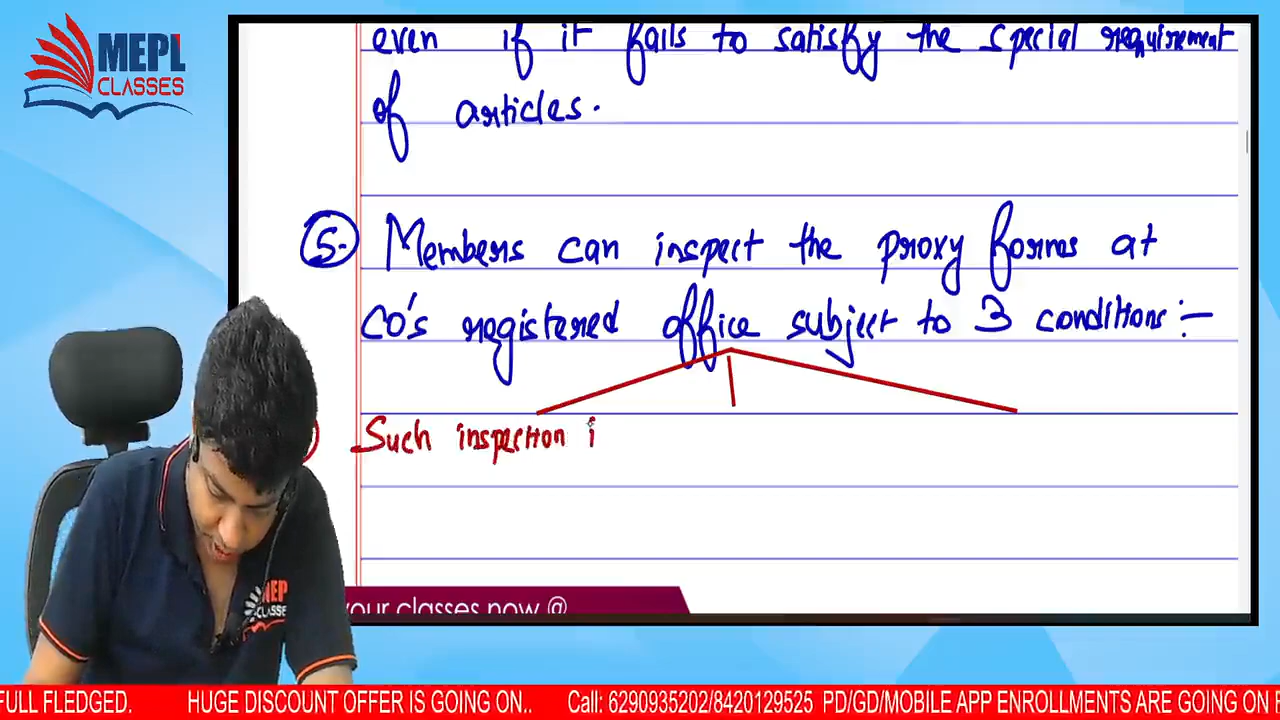 MEPL
CLASSES
even if it fails to satisfy the special requirement
of articles.
5. Members can inspect the proxy forms at
CO's registered office subject to 3 conditions :-
Such inspection i
your classes now @
MEPL
CLASSE
FULL FLEDGED. HUGE DISCOUNT OFFER IS GOING ON.. Call: 6290935202/8420129525 PD/GD/MOBILE APP ENROLLMENTS ARE GOING